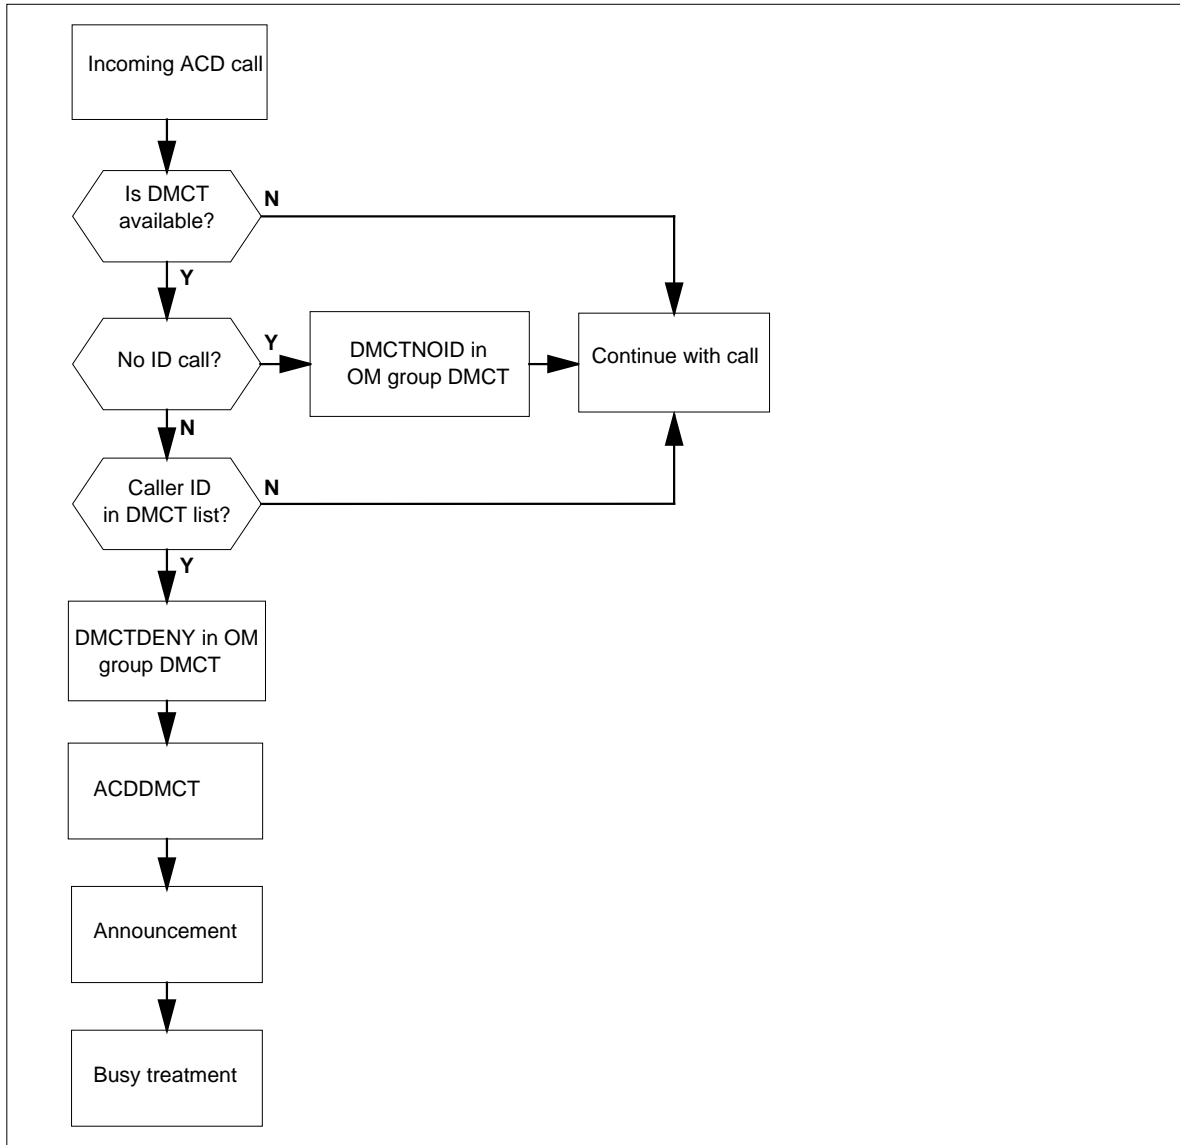 Incoming ACD call
Is DMCT
available?
N
Y
No ID call?
Y
DMCTNOID in
OM group DMCT
Continue with call
N
Caller ID
in DMCT list?
N
Y
DMCTDENY in OM
group DMCT
ACDDMCT
Announcement
Busy treatment